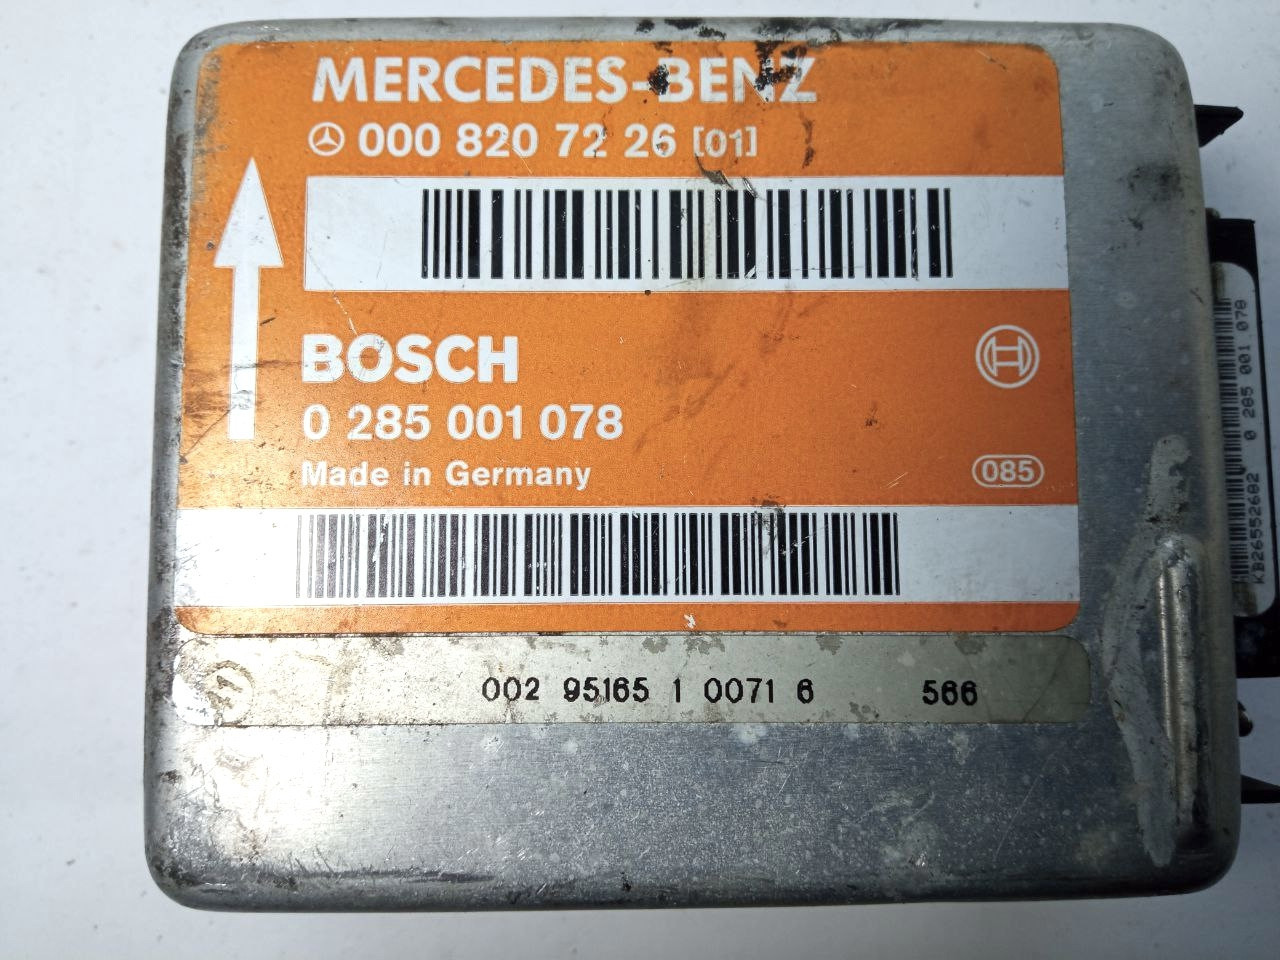 MERCEDES-BENZ
000 820 72 26 [01]
BOSCH
0 285 001 078
Made in Germany
085
002 95165 1 0071 6 566
KB26552682 0 285 001 078